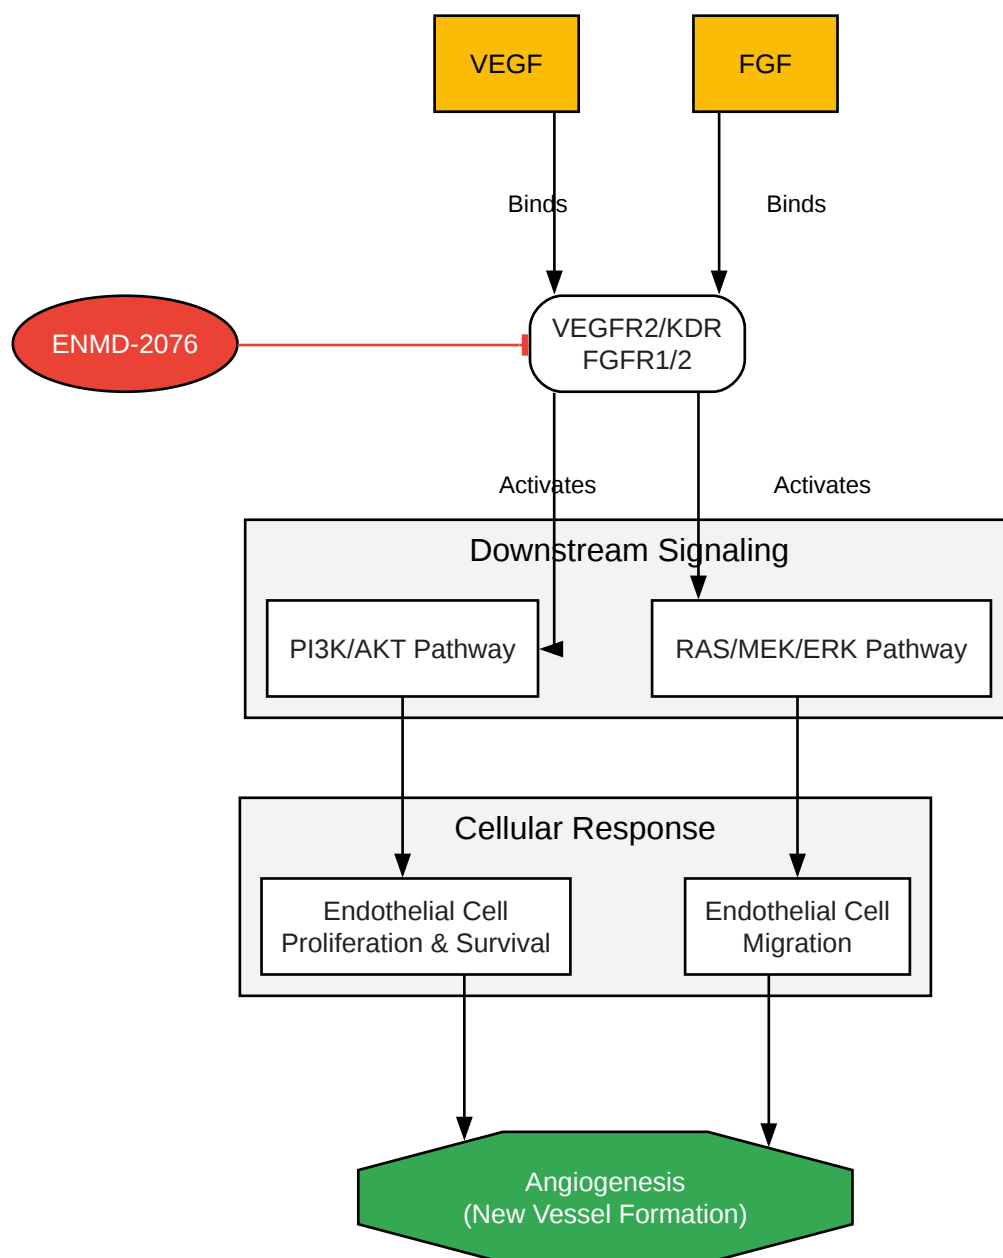 VEGF
FGF
Binds
Binds
ENMD-2076
VEGFR2/KDR
FGFR1/2
Activates
Activates
Downstream Signaling
PI3K/AKT Pathway
RAS/MEK/ERK Pathway
Cellular Response
Endothelial Cell
Proliferation & Survival
Endothelial Cell
Migration
Angiogenesis
(New Vessel Formation)